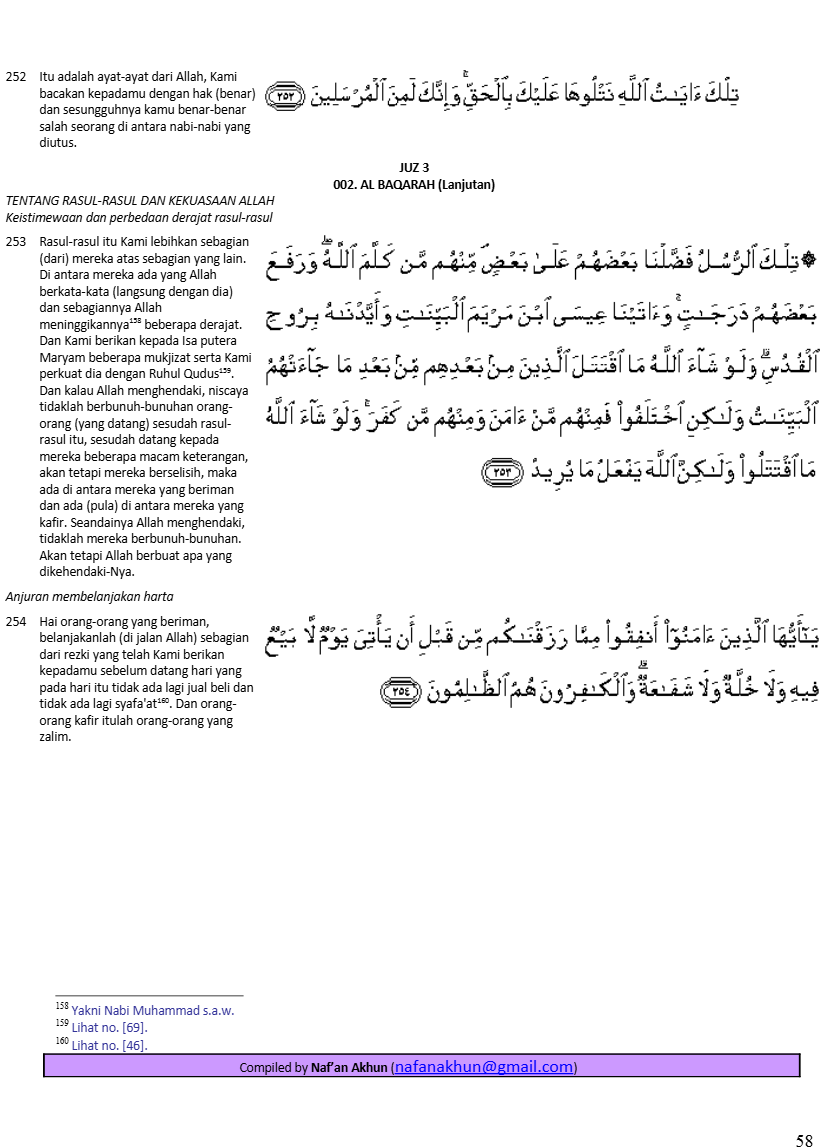 252 Itu adalah ayat-ayat dari Allah, Kami
bacakan kepadamu dengan hak (benar)
dan sesungguhnya kamu benar-benar
salah seorang di antara nabi-nabi yang
diutus.
تِلْكَ ءَايَـٰتُ ٱللَّهِ نَتْلُوهَا عَلَيْكَ بِٱلْحَقِّ ۚ وَإِنَّكَ لَمِنَ ٱلْمُرْسَلِينَ ﴿٢٥٢﴾
JUZ 3
002. AL BAQARAH (Lanjutan)
TENTANG RASUL-RASUL DAN KEKUASAAN ALLAH
Keistimewaan dan perbedaan derajat rasul-rasul
253 Rasul-rasul itu Kami lebihkan sebagian
(dari) mereka atas sebagian yang lain.
Di antara mereka ada yang Allah
berkata-kata (langsung dengan dia)
dan sebagiannya Allah
meninggikannya¹⁵⁸ beberapa derajat.
Dan Kami berikan kepada Isa putera
Maryam beberapa mukjizat serta Kami
perkuat dia dengan Ruhul Qudus¹⁵⁹.
Dan kalau Allah menghendaki, niscaya
tidaklah berbunuh-bunuhan orang-
orang (yang datang) sesudah rasul-
rasul itu, sesudah datang kepada
mereka beberapa macam keterangan,
akan tetapi mereka berselisih, maka
ada di antara mereka yang beriman
dan ada (pula) di antara mereka yang
kafir. Seandainya Allah menghendaki,
tidaklah mereka berbunuh-bunuhan.
Akan tetapi Allah berbuat apa yang
dikehendaki-Nya.
۞ تِلْكَ ٱلرُّسُلُ فَضَّلْنَا بَعْضَهُمْ عَلَىٰ بَعْضٍ ۘ مِّنْهُم مَّن كَلَّمَ ٱللَّهُ ۖ وَرَفَعَ
بَعْضَهُمْ دَرَجَـٰتٍ ۚ وَءَاتَيْنَا عِيسَى ٱبْنَ مَرْيَمَ ٱلْبَيِّنَـٰتِ وَأَيَّدْنَـٰهُ بِرُوحِ
ٱلْقُدُسِ ۗ وَلَوْ شَآءَ ٱللَّهُ مَا ٱقْتَتَلَ ٱلَّذِينَ مِنۢ بَعْدِهِم مِّنۢ بَعْدِ مَا جَآءَتْهُمُ
ٱلْبَيِّنَـٰتُ وَلَـٰكِنِ ٱخْتَلَفُوا۟ فَمِنْهُم مَّنْ ءَامَنَ وَمِنْهُم مَّن كَفَرَ ۚ وَلَوْ شَآءَ ٱللَّهُ
مَا ٱقْتَتَلُوا۟ وَلَـٰكِنَّ ٱللَّهَ يَفْعَلُ مَا يُرِيدُ ﴿٢٥٣﴾
Anjuran membelanjakan harta
254 Hai orang-orang yang beriman,
belanjakanlah (di jalan Allah) sebagian
dari rezki yang telah Kami berikan
kepadamu sebelum datang hari yang
pada hari itu tidak ada lagi jual beli dan
tidak ada lagi syafa'at¹⁶⁰. Dan orang-
orang kafir itulah orang-orang yang
zalim.
يَـٰٓأَيُّهَا ٱلَّذِينَ ءَامَنُوٓا۟ أَنفِقُوا۟ مِمَّا رَزَقْنَـٰكُم مِّن قَبْلِ أَن يَأْتِىَ يَوْمٌ لَّا بَيْعٌ
فِيهِ وَلَا خُلَّةٌ وَلَا شَفَـٰعَةٌ ۗ وَٱلْكَـٰفِرُونَ هُمُ ٱلظَّـٰلِمُونَ ﴿٢٥٤﴾
158 Yakni Nabi Muhammad s.a.w.
159 Lihat no. [69].
160 Lihat no. [46].
Compiled by Naf’an Akhun (nafanakhun@gmail.com)
58